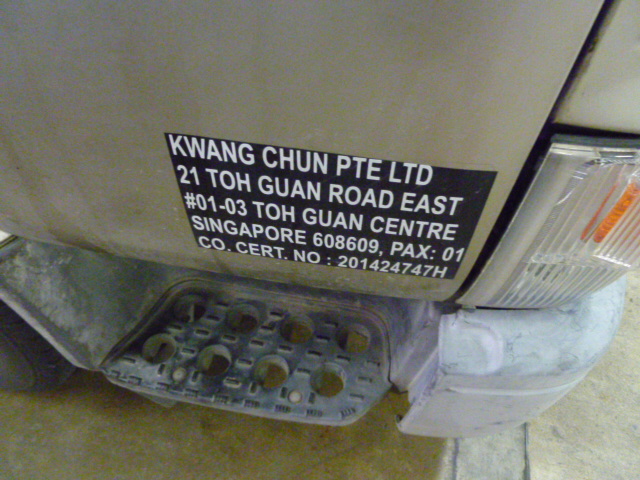 KWANG CHUN PTE LTD
21 TOH GUAN ROAD EAST
#01-03 TOH GUAN CENTRE
SINGAPORE 608609, PAX: 01
CO. CERT. NO : 201424747H